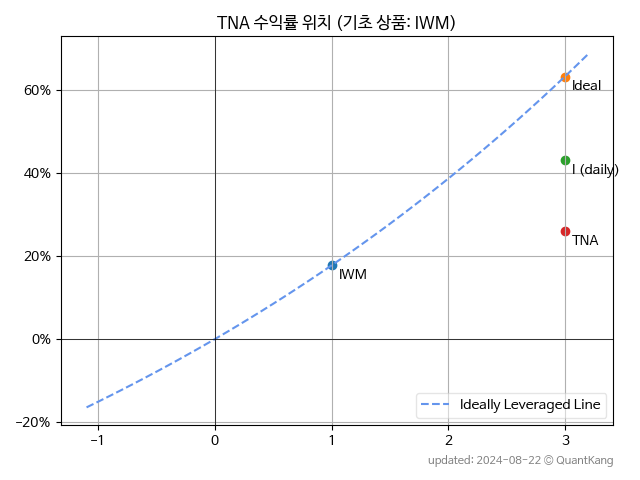 TNA 수익률 위치 (기초 상품: IWM)
60%
40%
20%
0%
−20%
Ideal
I (daily)
TNA
IWM
Ideally Leveraged Line
−1 0 1 2 3
updated: 2024-08-22 © QuantKang